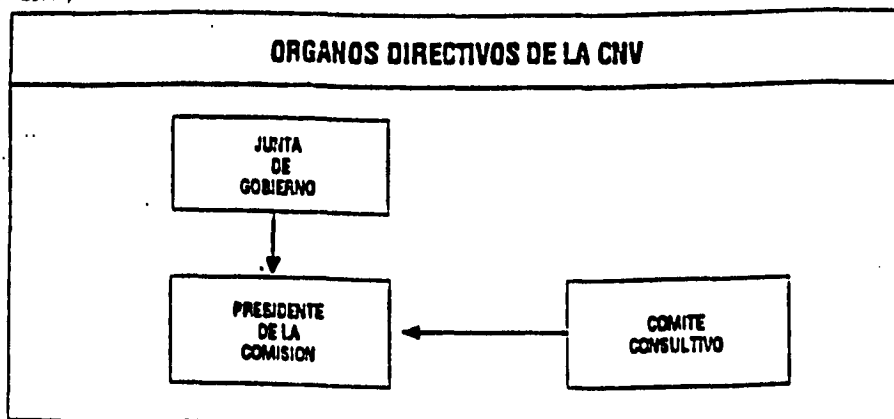 ORGANOS DIRECTIVOS DE LA CNV
JUNTA
DE
GOBIERNO
PRESIDENTE
DE LA
COMISION
COMITE
CONSULTIVO